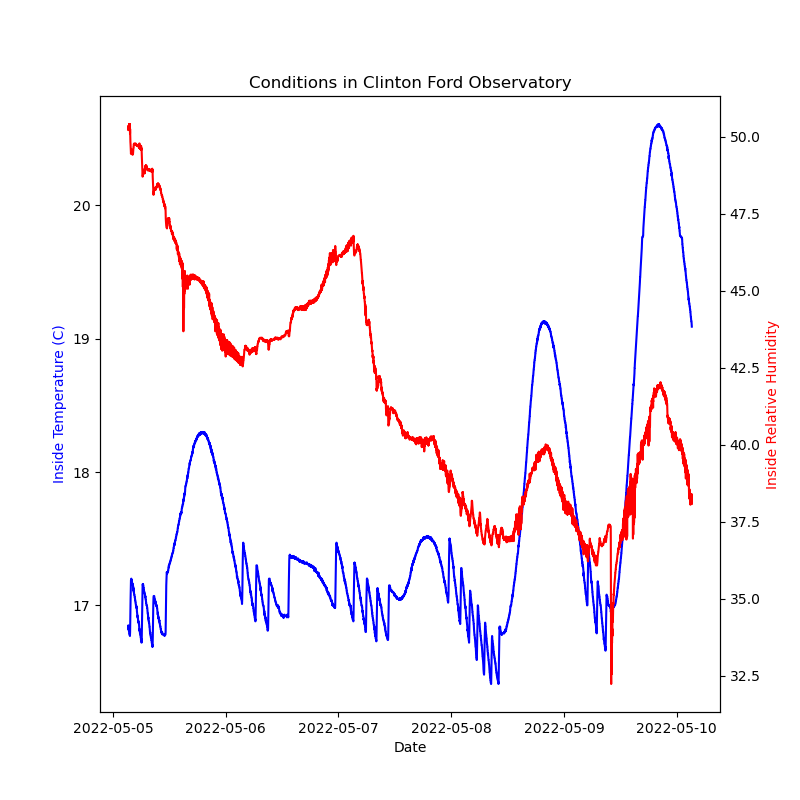 Conditions in Clinton Ford Observatory
20
19
18
17
Inside Temperature (C)
50.0
47.5
45.0
42.5
40.0
37.5
35.0
32.5
Inside Relative Humidity
2022-05-05 2022-05-06 2022-05-07 2022-05-08 2022-05-09 2022-05-10
Date